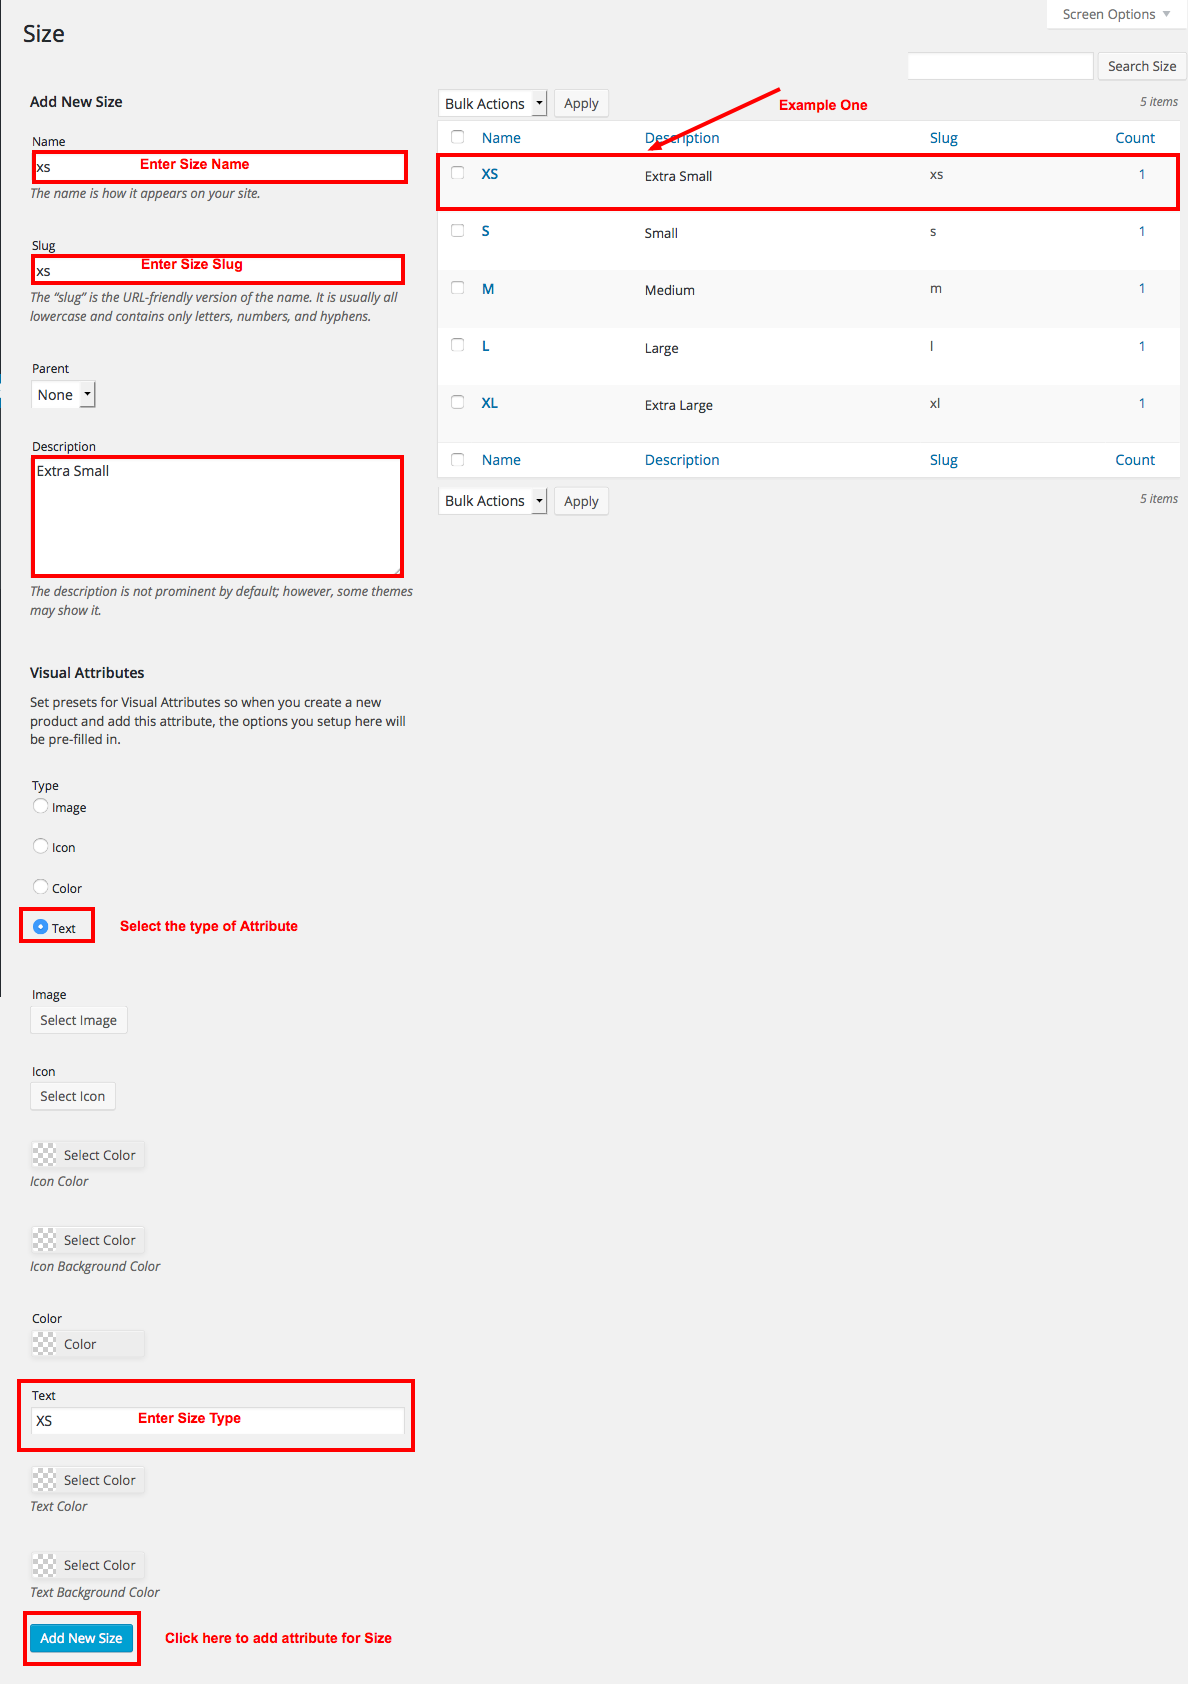 Screen Options
Size
Search Size
Add New Size
Bulk Actions Apply
Example One
5 items
Name
xs Enter Size Name
The name is how it appears on your site.
Slug
xs Enter Size Slug
The “slug” is the URL-friendly version of the name. It is usually all
lowercase and contains only letters, numbers, and hyphens.
Parent
None
Description
Extra Small
The description is not prominent by default; however, some themes
may show it.
Name Description Slug Count
XS Extra Small xs 1
S Small s 1
M Medium m 1
L Large l 1
XL Extra Large xl 1
Name Description Slug Count
Bulk Actions Apply
5 items
Visual Attributes
Set presets for Visual Attributes so when you create a new
product and add this attribute, the options you setup here will
be pre-filled in.
Type
Image
Icon
Color
Text
Select the type of Attribute
Image
Select Image
Icon
Select Icon
Select Color
Icon Color
Select Color
Icon Background Color
Color
Color
Text
XS Enter Size Type
Select Color
Text Color
Select Color
Text Background Color
Add New Size
Click here to add attribute for Size